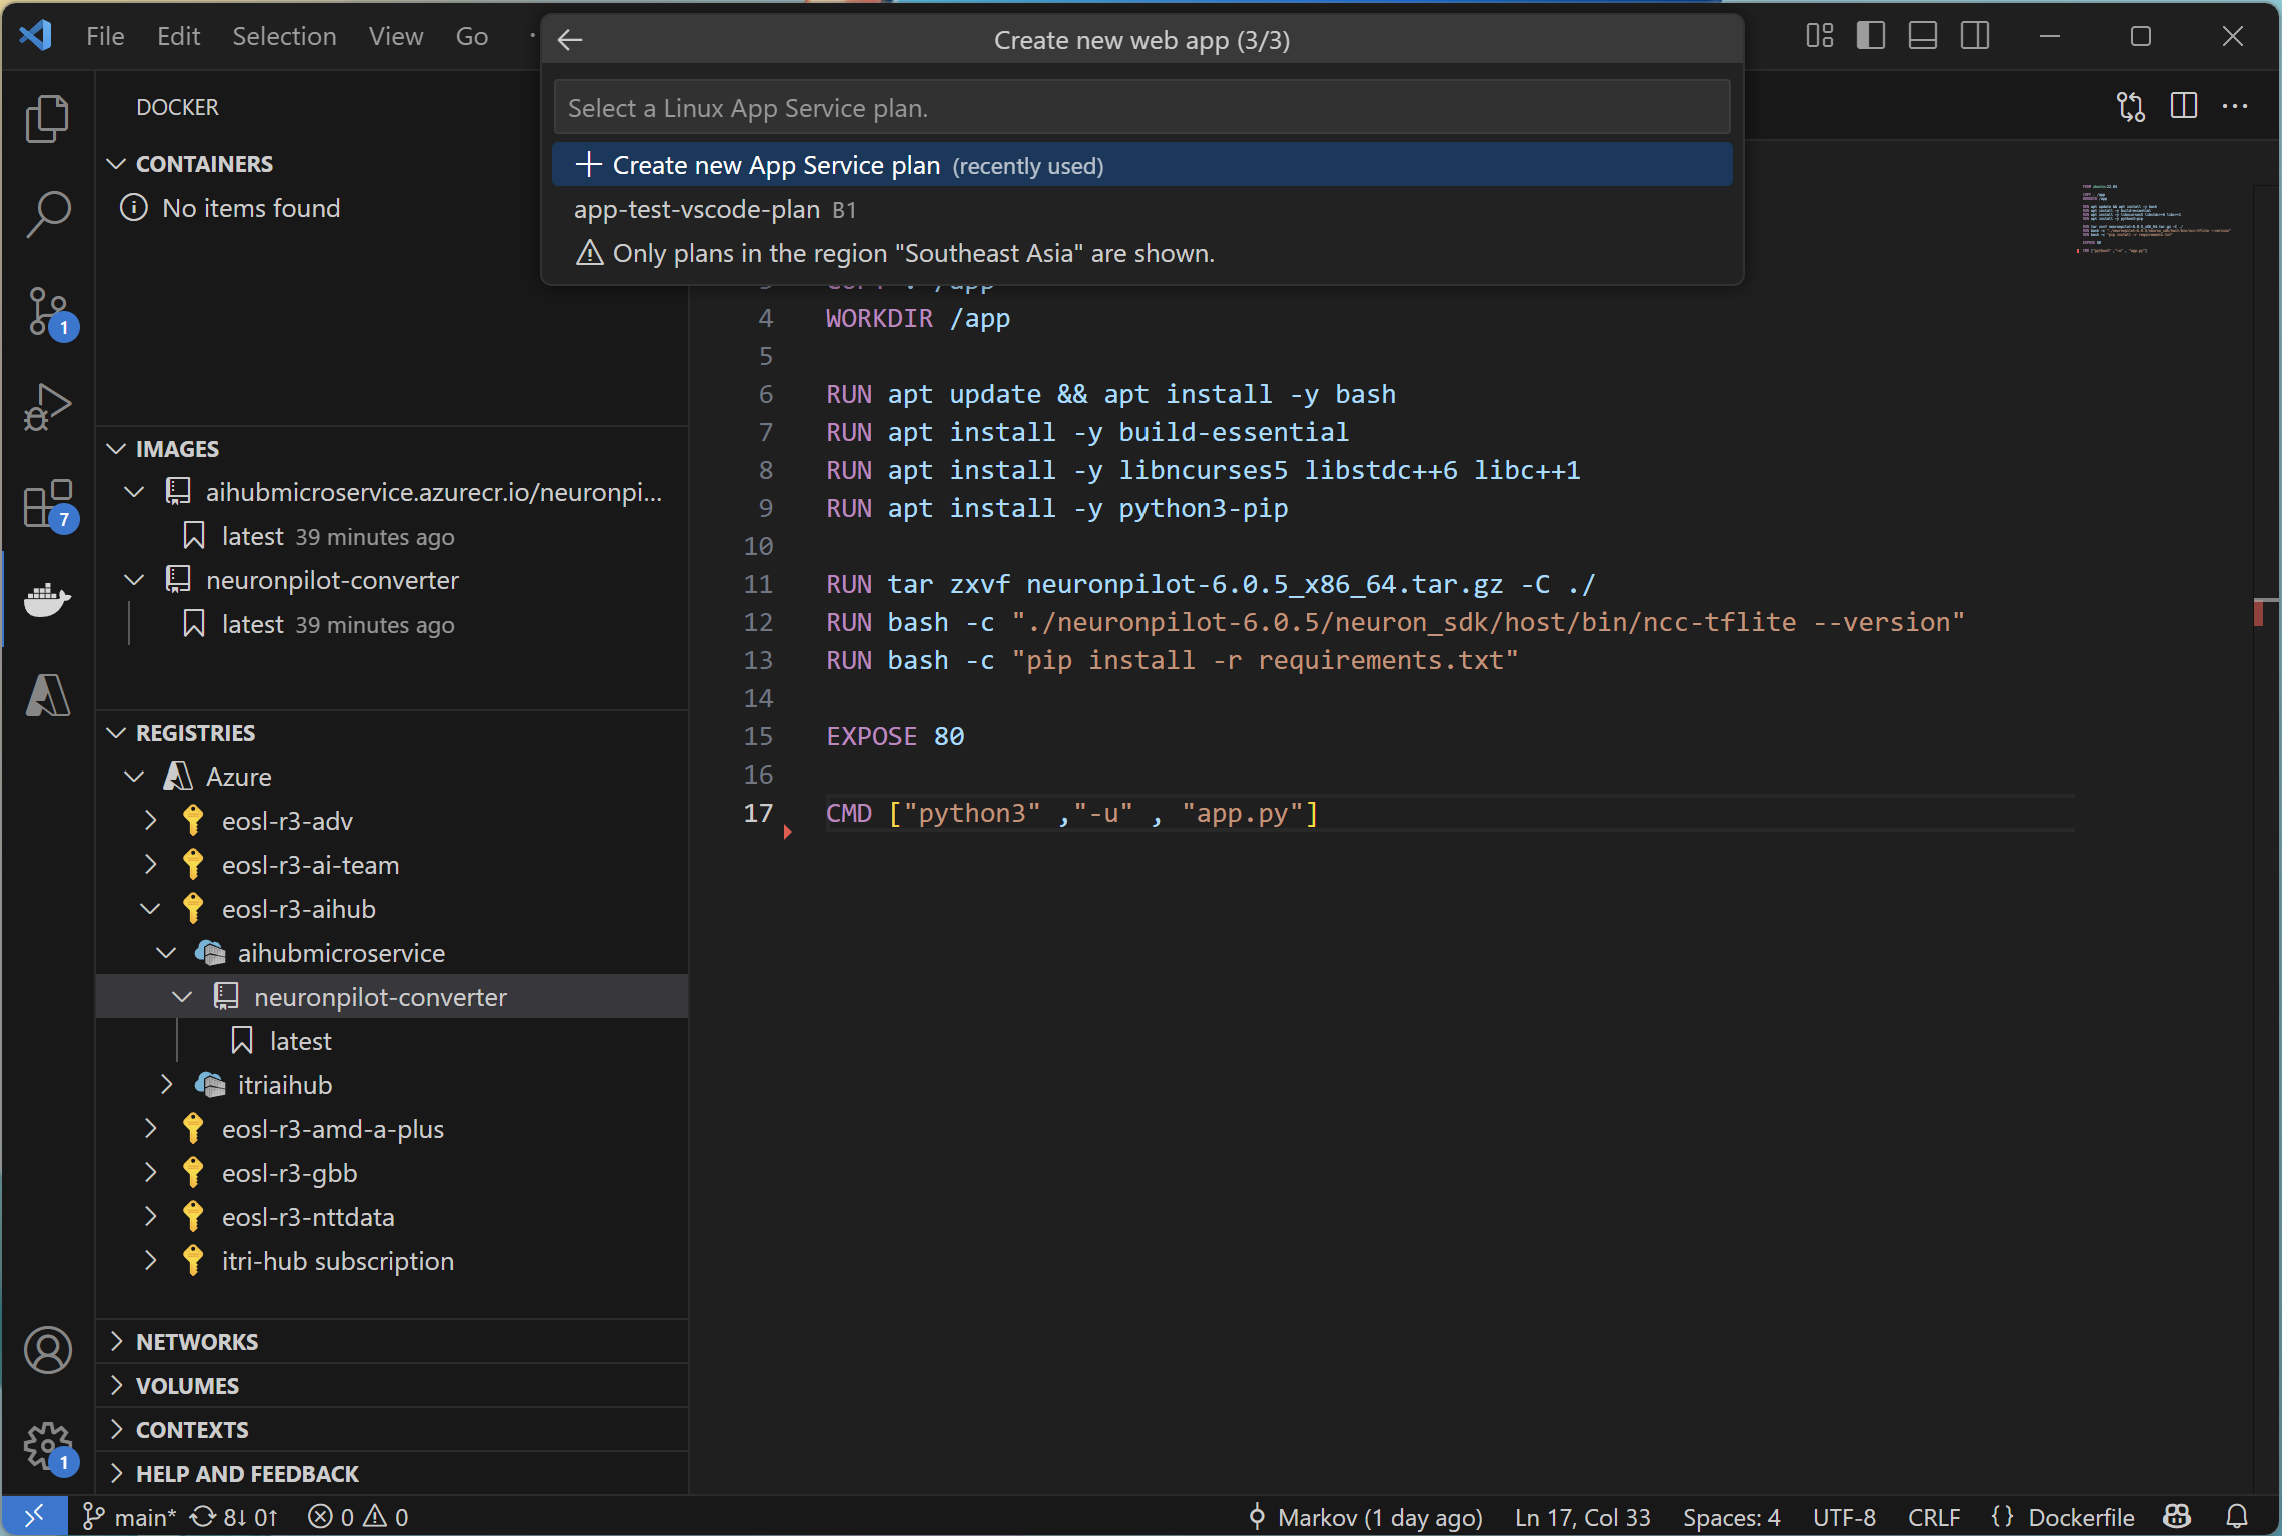 File Edit Selection View Go
Create new web app (3/3)
Select a Linux App Service plan.
Create new App Service plan (recently used)
app-test-vscode-plan B1
Only plans in the region "Southeast Asia" are shown.
DOCKER
CONTAINERS
No items found
IMAGES
aihubmicroservice.azurecr.io/neuronpi...
latest 39 minutes ago
neuronpilot-converter
latest 39 minutes ago
REGISTRIES
Azure
eosl-r3-adv
eosl-r3-ai-team
eosl-r3-aihub
aihubmicroservice
neuronpilot-converter
latest
itriaihub
eosl-r3-amd-a-plus
eosl-r3-gbb
eosl-r3-nttdata
itri-hub subscription
NETWORKS
VOLUMES
CONTEXTS
HELP AND FEEDBACK
1
7
1
3 COPY . /app
4 WORKDIR /app
5
6 RUN apt update && apt install -y bash
7 RUN apt install -y build-essential
8 RUN apt install -y libncurses5 libstdc++6 libc++1
9 RUN apt install -y python3-pip
10
11 RUN tar zxvf neuronpilot-6.0.5_x86_64.tar.gz -C ./
12 RUN bash -c "./neuronpilot-6.0.5/neuron_sdk/host/bin/ncc-tflite --version"
13 RUN bash -c "pip install -r requirements.txt"
14
15 EXPOSE 80
16
17 CMD ["python3" ,"-u" , "app.py"]
main* 8↓ 0↑ 0 0 Markov (1 day ago) Ln 17, Col 33 Spaces: 4 UTF-8 CRLF {} Dockerfile